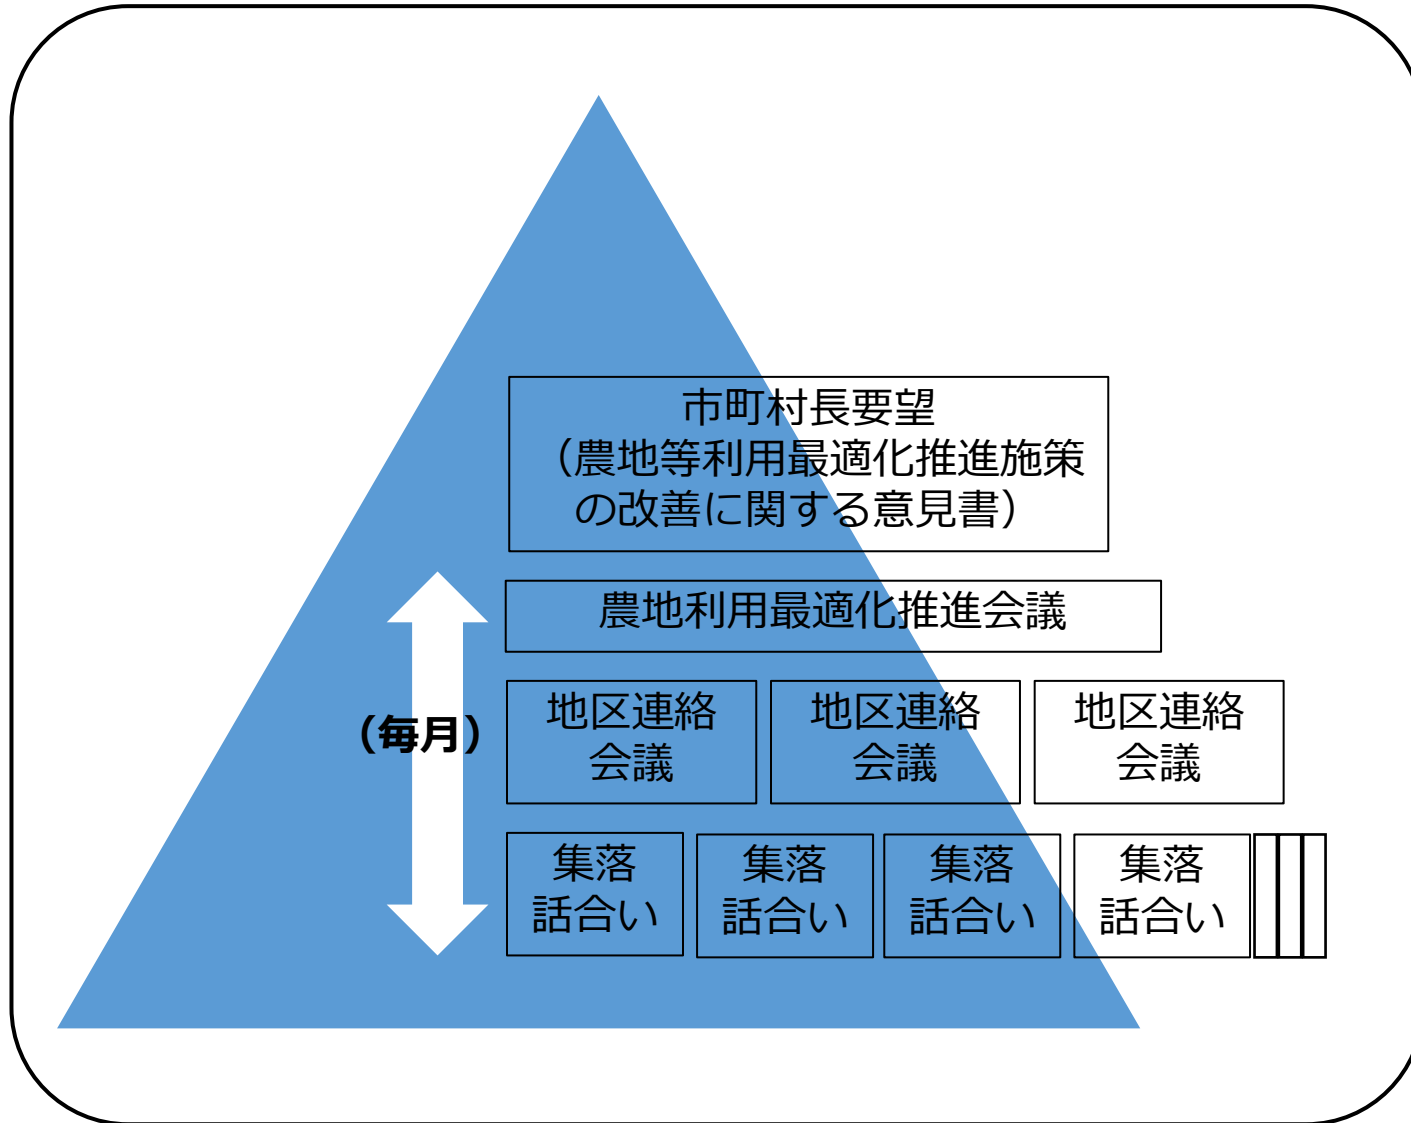 市町村長要望
（農地等利用最適化推進施策
の改善に関する意見書）
農地利用最適化推進会議
（毎月）
地区連絡
会議
地区連絡
会議
地区連絡
会議
集落
話合い
集落
話合い
集落
話合い
集落
話合い